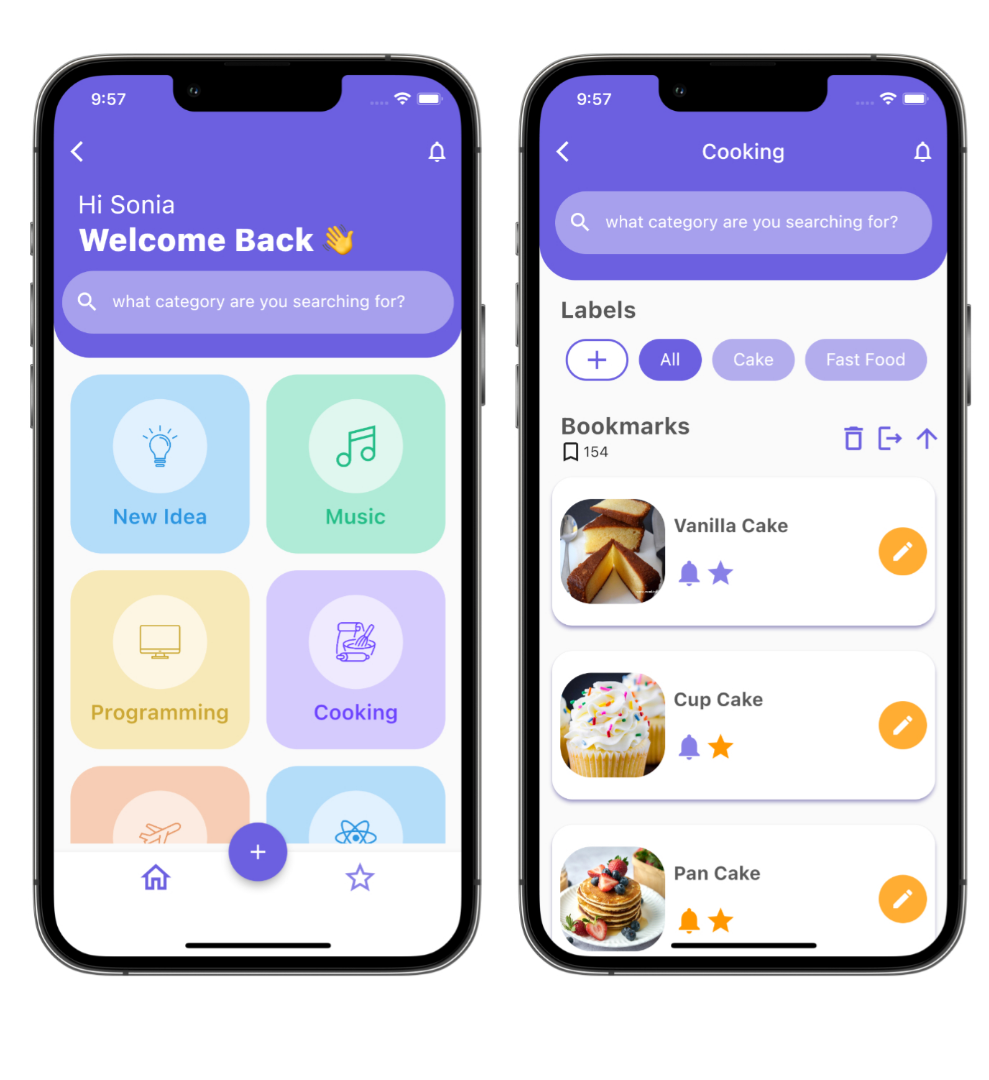 9:57
Hi Sonia
Welcome Back 👋
what category are you searching for?
New Idea
Music
Programming
Cooking
9:57
Cooking
what category are you searching for?
Labels
All
Cake
Fast Food
Bookmarks
154
Vanilla Cake
Cup Cake
Pan Cake